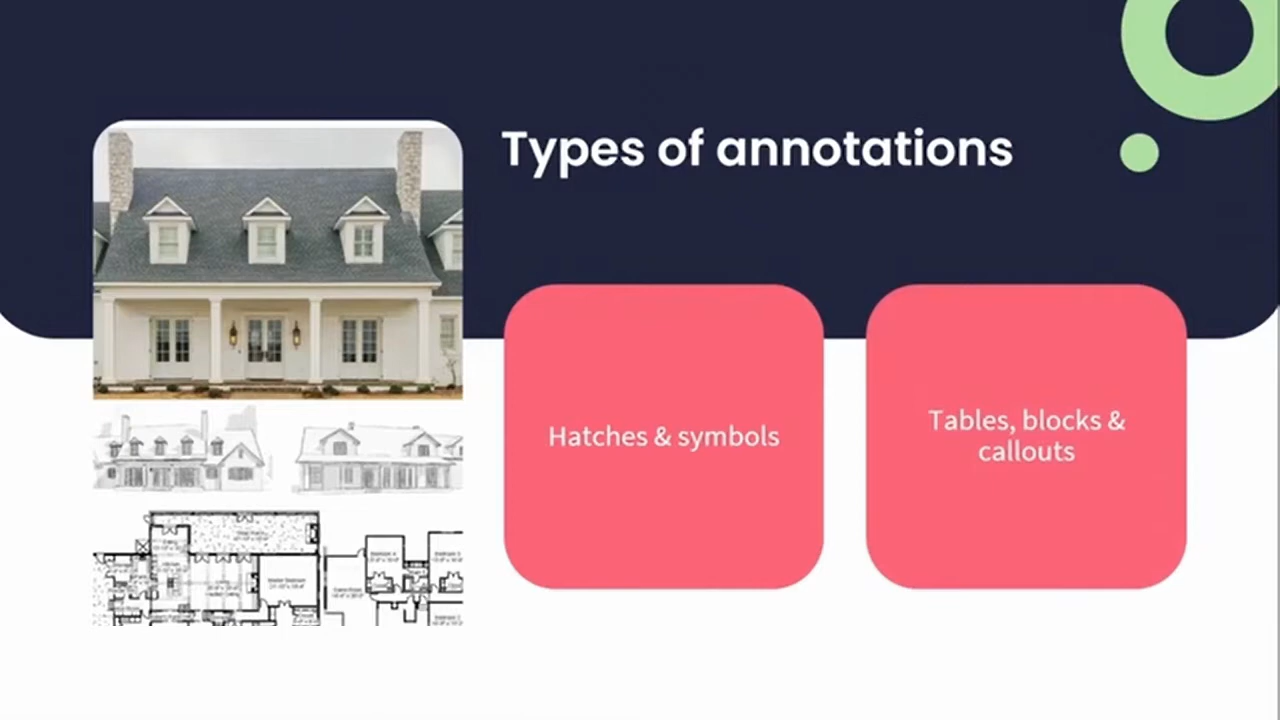 Types of annotations
Hatches & symbols
Tables, blocks &
callouts